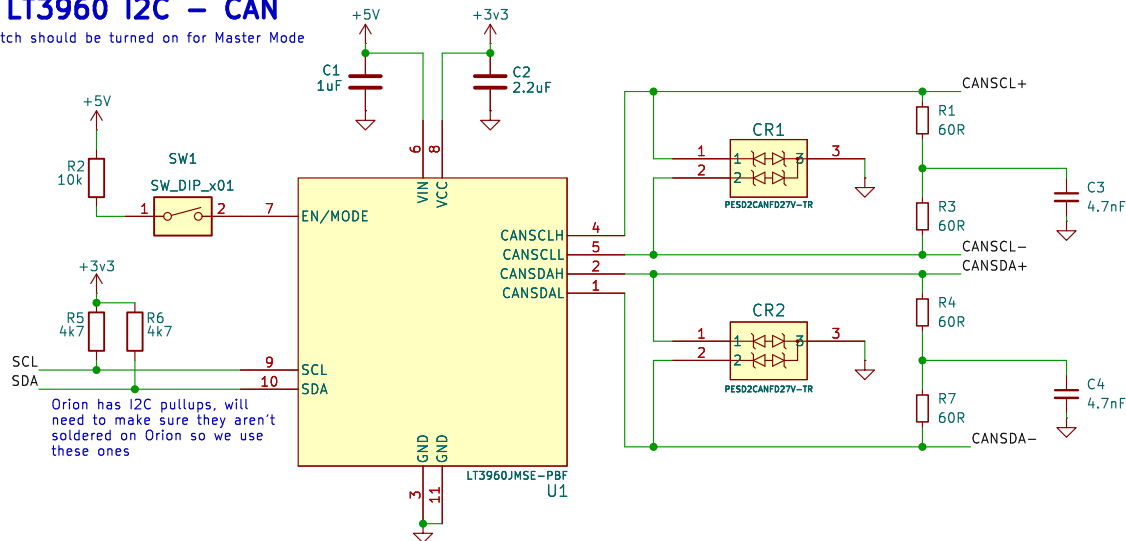 LT3960 I2C - CAN
tch should be turned on for Master Mode
+5V
+3v3
C1
1uF
C2
2.2uF
+5V
R2
10k
SW1
SW_DIP_x01
1
2
7
EN/MODE
6
VIN
8
VCC
CANSCLH
4
CANSCLL
5
CANSDAH
2
CANSDAL
1
CR1
1
2
1
2
3
3
PESD2CANFD27V-TR
CANSCL+
R1
60R
C3
4.7nF
R3
60R
CANSCL-
CANSDA+
+3v3
R5
4k7
R6
4k7
SCL
9
SCL
SDA
10
SDA
Orion has I2C pullups, will
need to make sure they aren't
soldered on Orion so we use
these ones
CR2
1
2
1
2
3
3
PESD2CANFD27V-TR
R4
60R
C4
4.7nF
R7
60R
CANSDA-
GND
GND
3
11
LT3960JMSE-PBF
U1